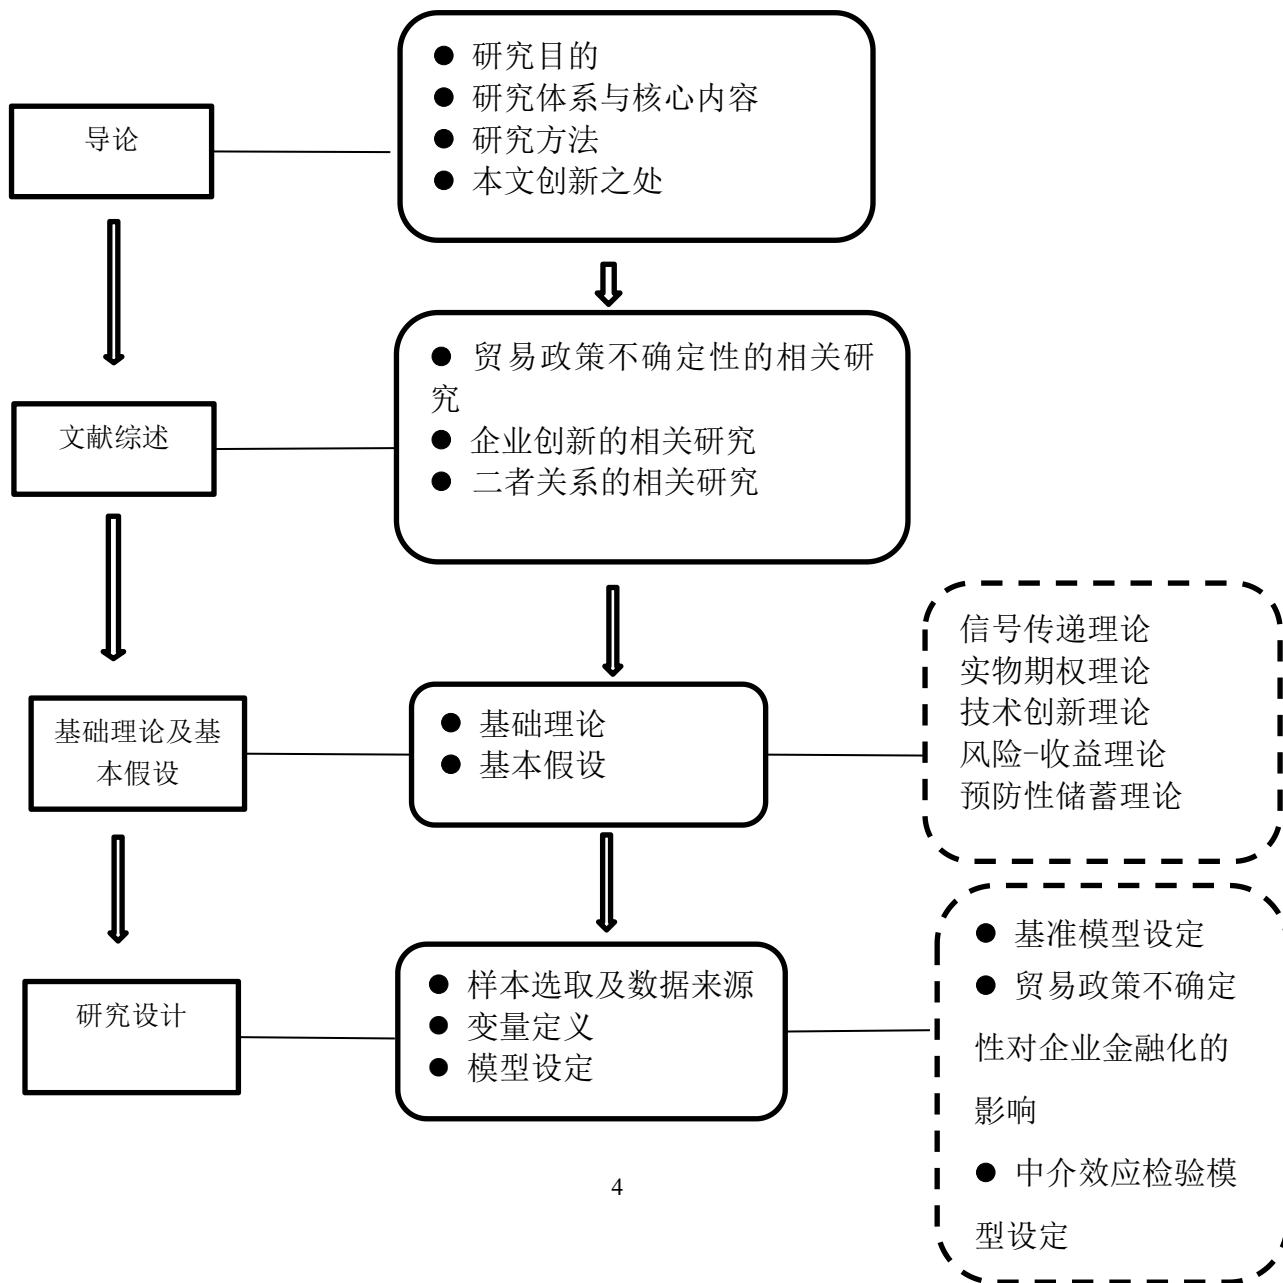 导论
● 研究目的
● 研究体系与核心内容
● 研究方法
● 本文创新之处
文献综述
● 贸易政策不确定性的相关研
究
● 企业创新的相关研究
● 二者关系的相关研究
基础理论及基
本假设
● 基础理论
● 基本假设
信号传递理论
实物期权理论
技术创新理论
风险-收益理论
预防性储蓄理论
研究设计
● 样本选取及数据来源
● 变量定义
● 模型设定
● 基准模型设定
● 贸易政策不确定
性对企业金融化的
影响
● 中介效应检验模
型设定
4